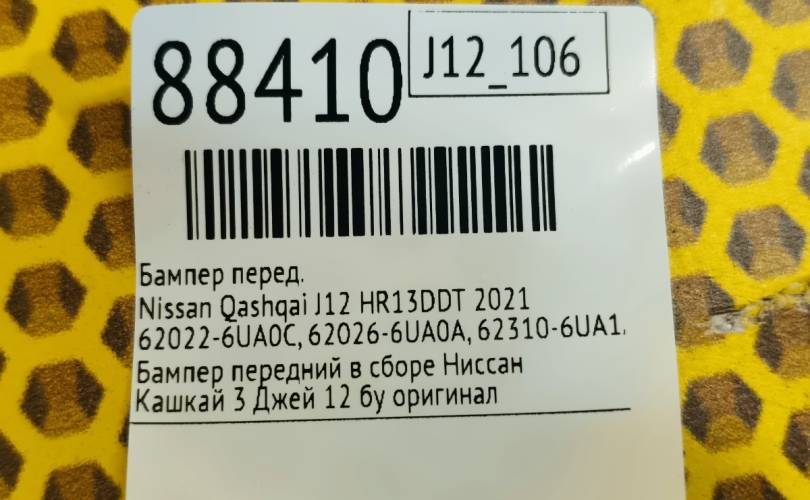 88410
J12_106
Бампер перед.
Nissan Qashqai J12 HR13DDT 2021
62022-6UA0C, 62026-6UA0A, 62310-6UA1.
Бампер передний в сборе Ниссан
Кашкай 3 Джей 12 бу оригинал